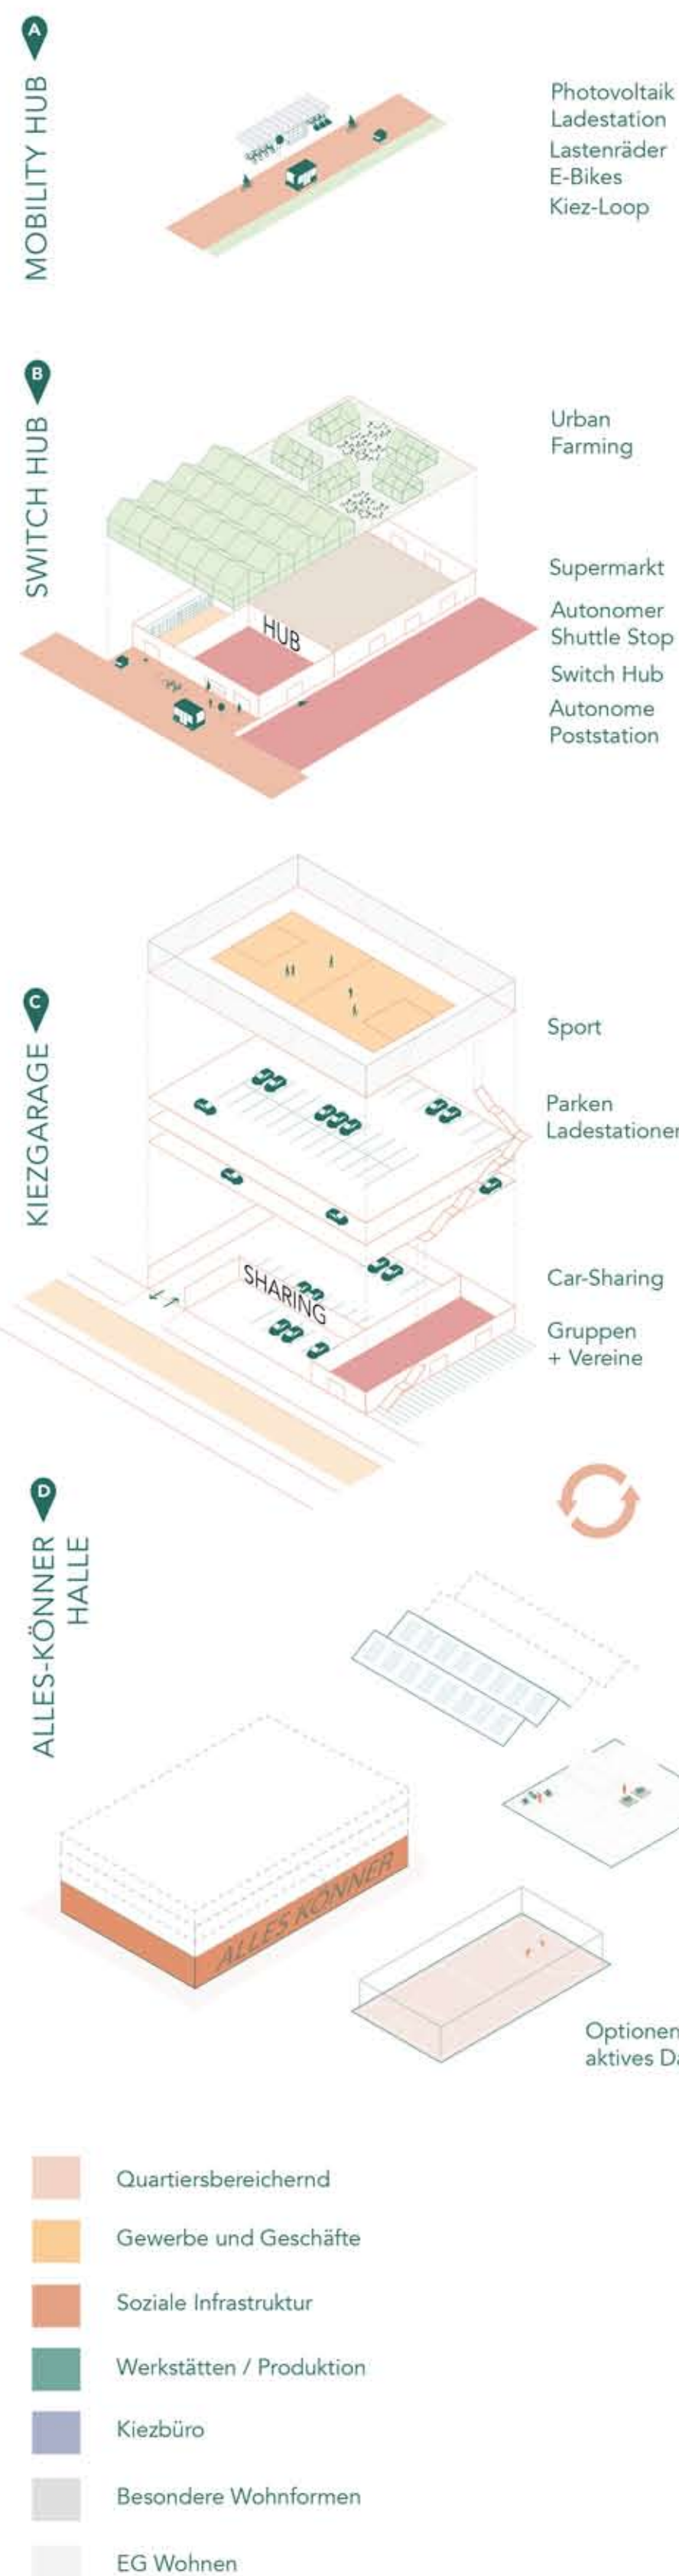 A
MOBILITY HUB
Photovoltaik
Ladestation
Lastenräder
E-Bikes
Kiez-Loop
B
SWITCH HUB
Urban
Farming
HUB
Supermarkt
Autonomer
Shuttle Stop
Switch Hub
Autonome
Poststation
C
KIEZGARAGE
Sport
Parken
Ladestationen
SHARING
Car-Sharing
Gruppen
+ Vereine
D
ALLES-KÖNNER
HALLE
ALLES KÖNNER
Optionen
aktives
Quartiersbereichernd
Gewerbe und Geschäfte
Soziale Infrastruktur
Werkstätten / Produktion
Kiezbüro
Besondere Wohnformen
EG Wohnen